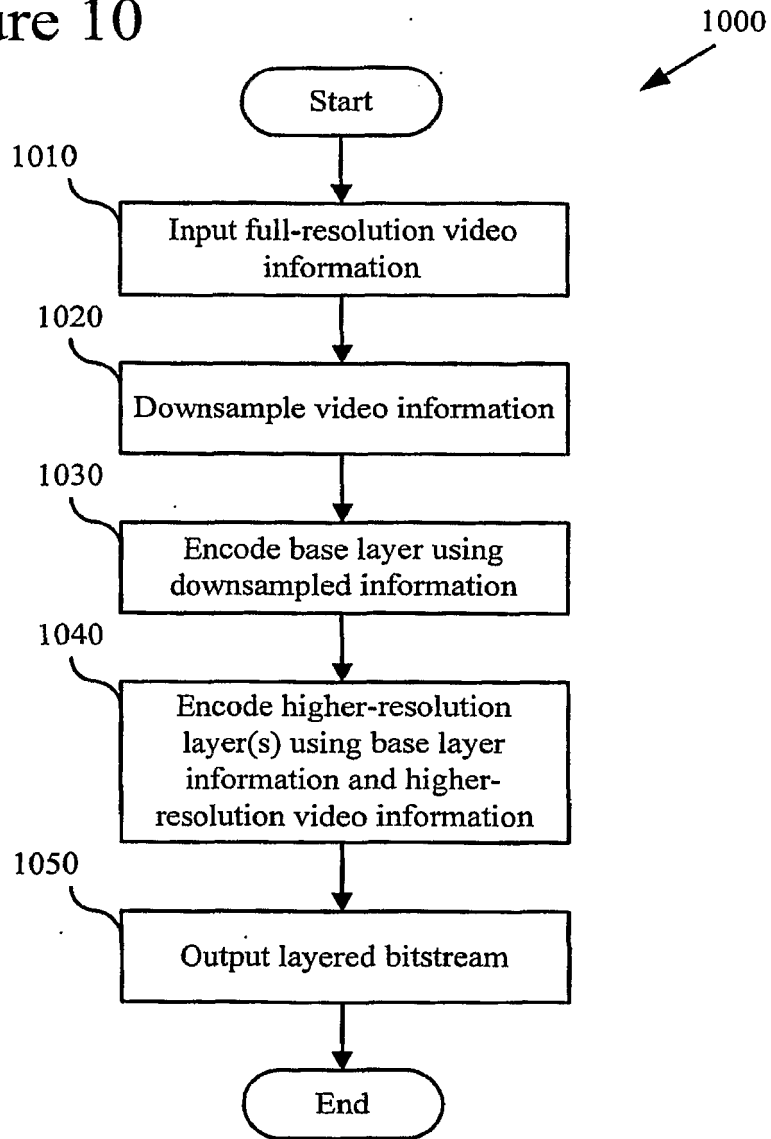 ure 10
1000
Start
1010
Input full-resolution video
information
1020
Downsample video information
1030
Encode base layer using
downsampled information
1040
Encode higher-resolution
layer(s) using base layer
information and higher-
resolution video information
1050
Output layered bitstream
End